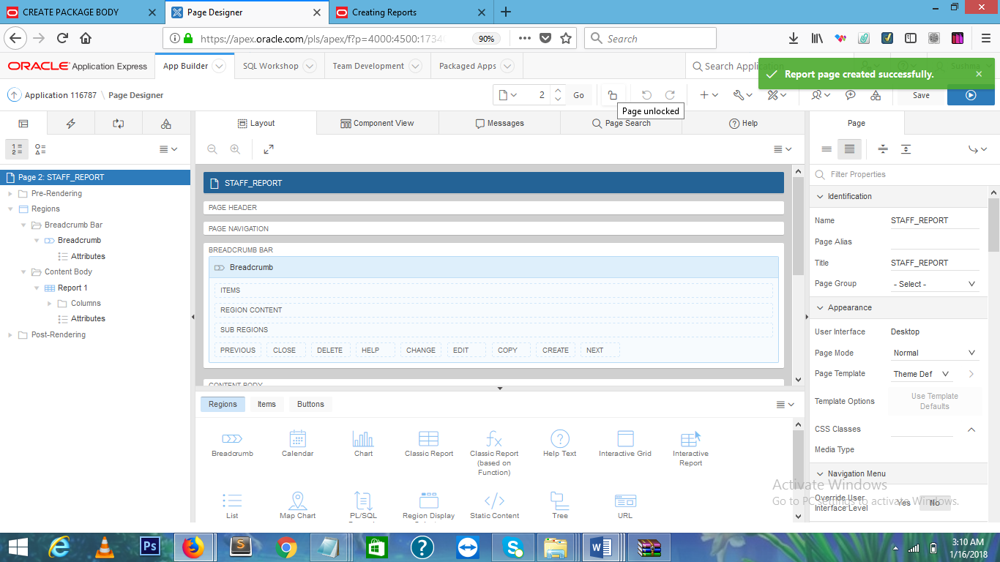 CREATE PACKAGE BODY
Page Designer
Creating Reports
https://apex.oracle.com/pls/apex/f?p=4000:4500:1734
90%
Search
ORACLE Application Express
App Builder
SQL Workshop
Team Development
Packaged Apps
Search Application
Report page created successfully.
Application 116787 \ Page Designer
2
Go
Save
Page unlocked
Layout
Component View
Messages
Page Search
Help
Page
Page 2: STAFF_REPORT
Pre-Rendering
Regions
Breadcrumb Bar
Breadcrumb
Attributes
Content Body
Report 1
Columns
Attributes
Post-Rendering
STAFF_REPORT
PAGE HEADER
PAGE NAVIGATION
BREADCRUMB BAR
Breadcrumb
ITEMS
REGION CONTENT
SUB REGIONS
PREVIOUS
CLOSE
DELETE
HELP
CHANGE
EDIT
COPY
CREATE
NEXT
CONTENT BODY
Regions
Items
Buttons
Breadcrumb
Calendar
Chart
Classic Report
Classic Report
(based on
Function)
Help Text
Interactive Grid
Interactive
Report
List
Map Chart
PL/SQL
Region Display
Static Content
Tree
URL
Filter Properties
Identification
Name
STAFF_REPORT
Page Alias
Title
STAFF_REPORT
Page Group
- Select -
Appearance
User Interface
Desktop
Page Mode
Normal
Page Template
Theme Def
Template Options
Use Template
Defaults
CSS Classes
Media Type
Navigation Menu
Override User
Interface Level
Yes
No
Activate Windows
Go to PC settings to activate Windows.
Ps
3:10 AM
1/16/2018